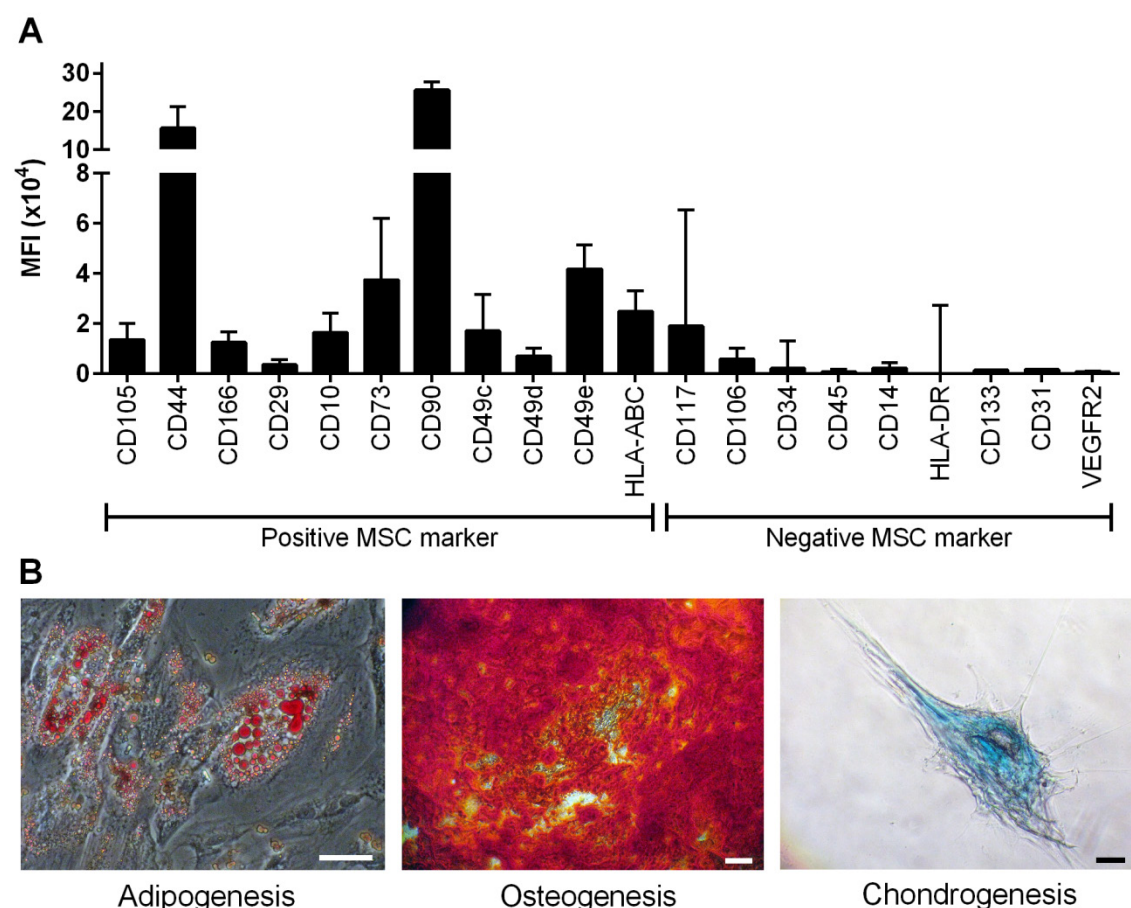 A
MFI (x10⁴)
30
20
10
8
6
4
2
0
CD105
CD44
CD166
CD29
CD10
CD73
CD90
CD49c
CD49d
CD49e
HLA-ABC
CD117
CD106
CD34
CD45
CD14
HLA-DR
CD133
CD31
VEGFR2
Positive MSC marker
Negative MSC marker
B
Adipogenesis
Osteogenesis
Chondrogenesis